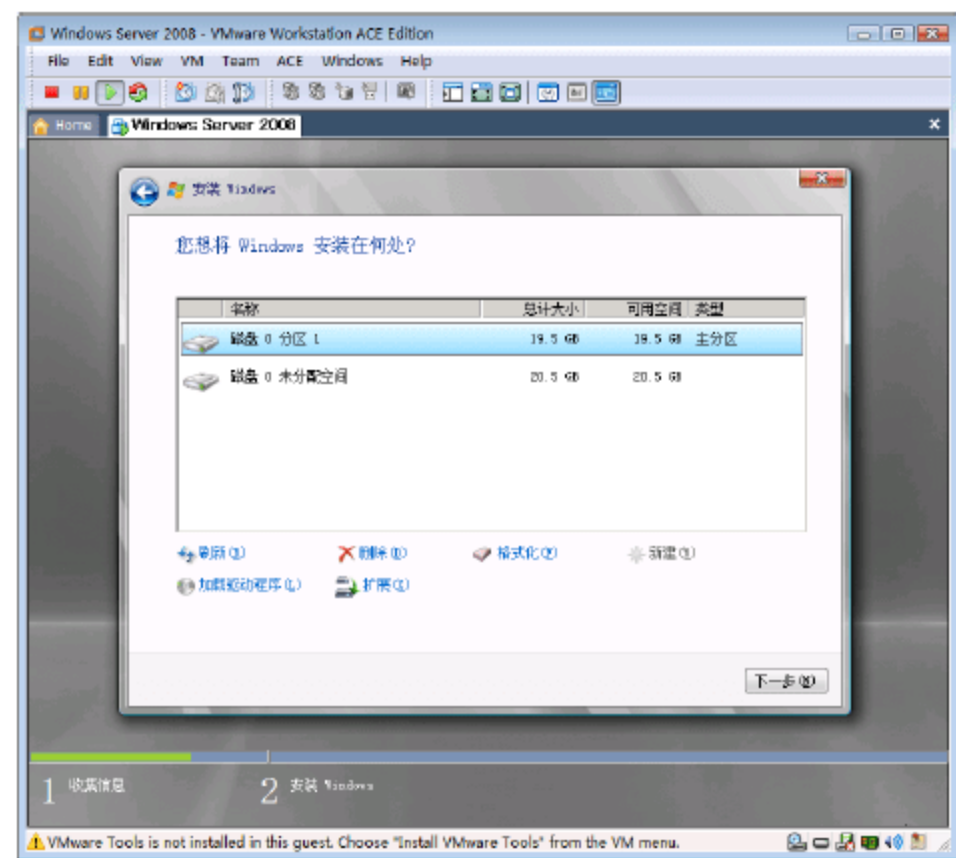 Windows Server 2008 - VMware Workstation ACE Edition
File Edit View VM Team ACE Windows Help
Home Windows Server 2008
安装 Windows
您想将 Windows 安装在何处?
名称 总计大小 可用空间 类型
磁盘 0 分区 1 19.5 GB 19.5 GB 主分区
磁盘 0 未分配空间 20.5 GB 20.5 GB
刷新(R) 删除(D) 格式化(F) 新建(E)
加载驱动程序(L) 扩展(X)
下一步(N)
1 收集信息 2 安装 Windows
VMware Tools is not installed in this guest. Choose "Install VMware Tools" from the VM menu.